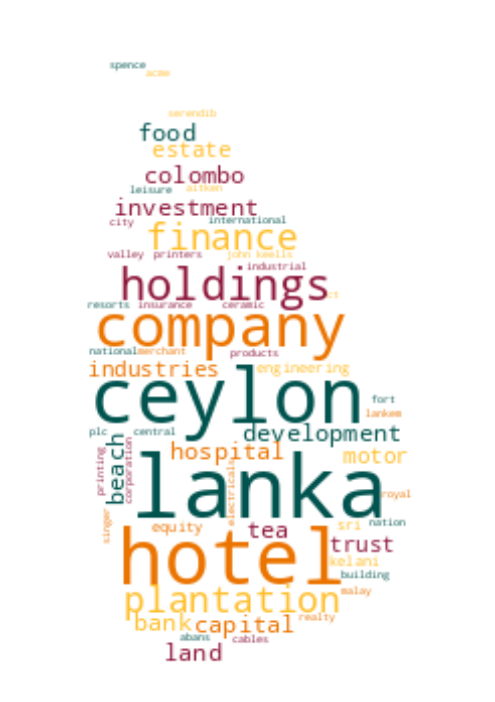 spence
acme
serendib
food
estate
colombo
leisure aitken
investment
city international
finance
valley printers john keells
industrial
holdings
ct
resorts insurance ceramic
company
national merchant products
industries engineering
ceylon
fort
lankem
plc central development
beach
hospital motor
printing
corporation
electricals
lanka
royal
singer
equity tea sri nation
trust
hotel
kelani
building
plantation malay
bank capital realty
abans cables
land